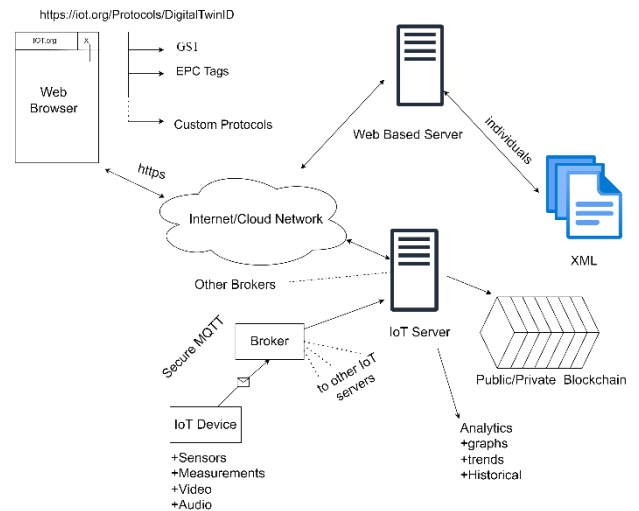 https://iot.org/Protocols/DigitalTwinID
IOT.org X
GS1
EPC Tags
Web
Browser
Custom Protocols
Web Based Server
individuals
https
Internet/Cloud Network
XML
Other Brokers
IoT Server
Secure MQTT
Broker
to other IoT
servers
Public/Private Blockchain
IoT Device
Analytics
+graphs
+trends
+Historical
+Sensors
+Measurements
+Video
+Audio